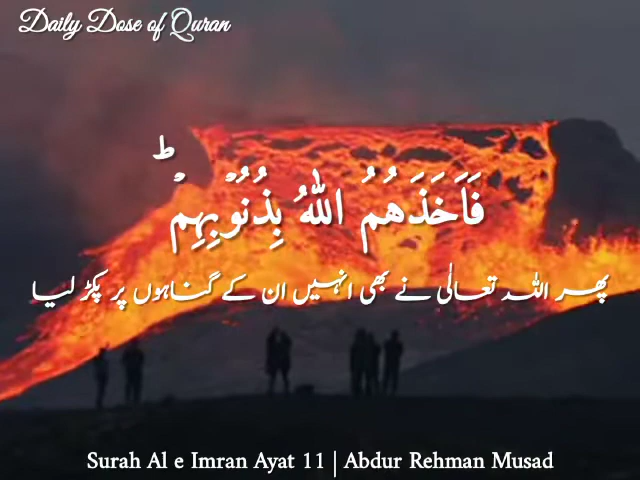 Daily Dose of Quran
فَاَخَذَهُمُ اللّٰهُ بِذُنُوْبِهِمْؕ
پھر اللہ تعالٰی نے بھی انہیں ان کے گناہوں پر پکڑ لیا
Surah Al e Imran Ayat 11 | Abdur Rehman Musad